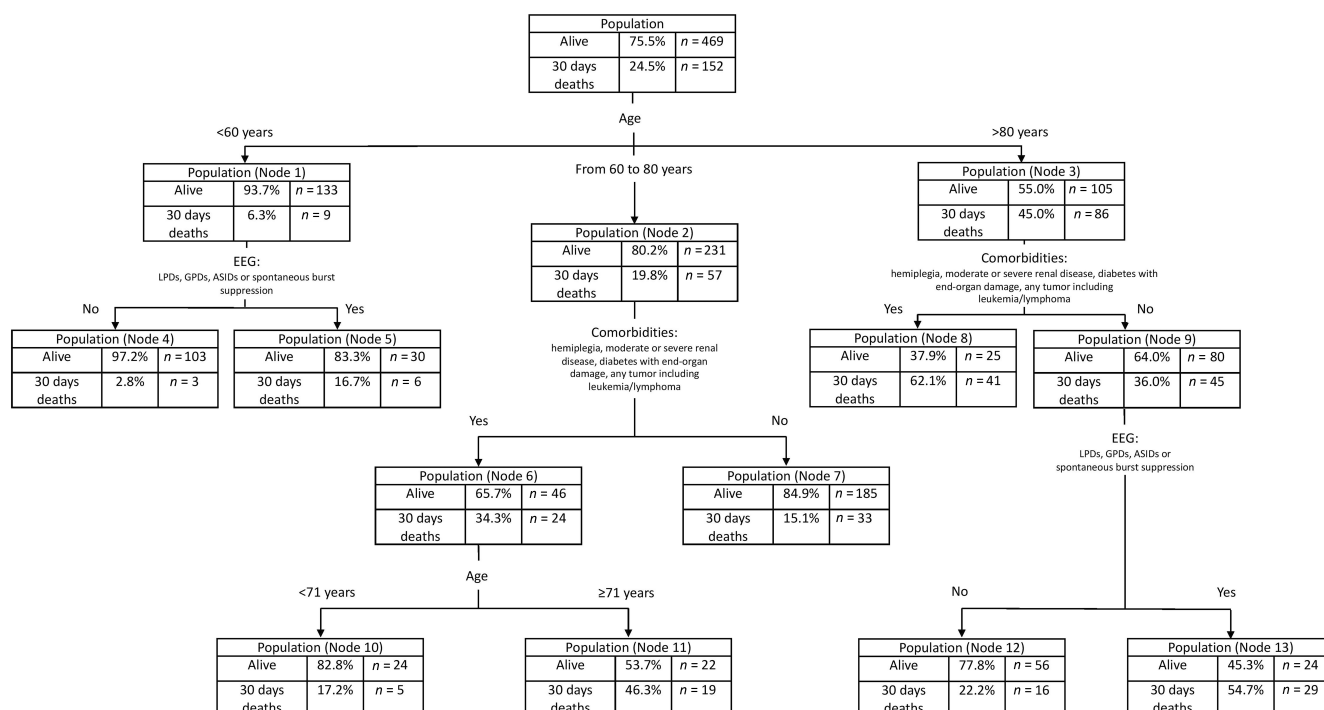 Population
Alive 75.5% n = 469
30 days deaths 24.5% n = 152
Age
<60 years
From 60 to 80 years
>80 years
Population (Node 1)
Alive 93.7% n = 133
30 days deaths 6.3% n = 9
Population (Node 2)
Alive 80.2% n = 231
30 days deaths 19.8% n = 57
Population (Node 3)
Alive 55.0% n = 105
30 days deaths 45.0% n = 86
EEG:
LPDs, GPDs, ASIDs or spontaneous burst
suppression
No
Yes
Population (Node 4)
Alive 97.2% n = 103
30 days deaths 2.8% n = 3
Population (Node 5)
Alive 83.3% n = 30
30 days deaths 16.7% n = 6
Comorbidities:
hemiplegia, moderate or severe renal
disease, diabetes with end-organ
damage, any tumor including
leukemia/lymphoma
Yes
No
Population (Node 6)
Alive 65.7% n = 46
30 days deaths 34.3% n = 24
Population (Node 7)
Alive 84.9% n = 185
30 days deaths 15.1% n = 33
Comorbidities:
hemiplegia, moderate or severe renal disease, diabetes with
end-organ damage, any tumor including
leukemia/lymphoma
Yes
No
Population (Node 8)
Alive 37.9% n = 25
30 days deaths 62.1% n = 41
Population (Node 9)
Alive 64.0% n = 80
30 days deaths 36.0% n = 45
Age
<71 years
≥71 years
Population (Node 10)
Alive 82.8% n = 24
30 days deaths 17.2% n = 5
Population (Node 11)
Alive 53.7% n = 22
30 days deaths 46.3% n = 19
EEG:
LPDs, GPDs, ASIDs or
spontaneous burst suppression
No
Yes
Population (Node 12)
Alive 77.8% n = 56
30 days deaths 22.2% n = 16
Population (Node 13)
Alive 45.3% n = 24
30 days deaths 54.7% n = 29